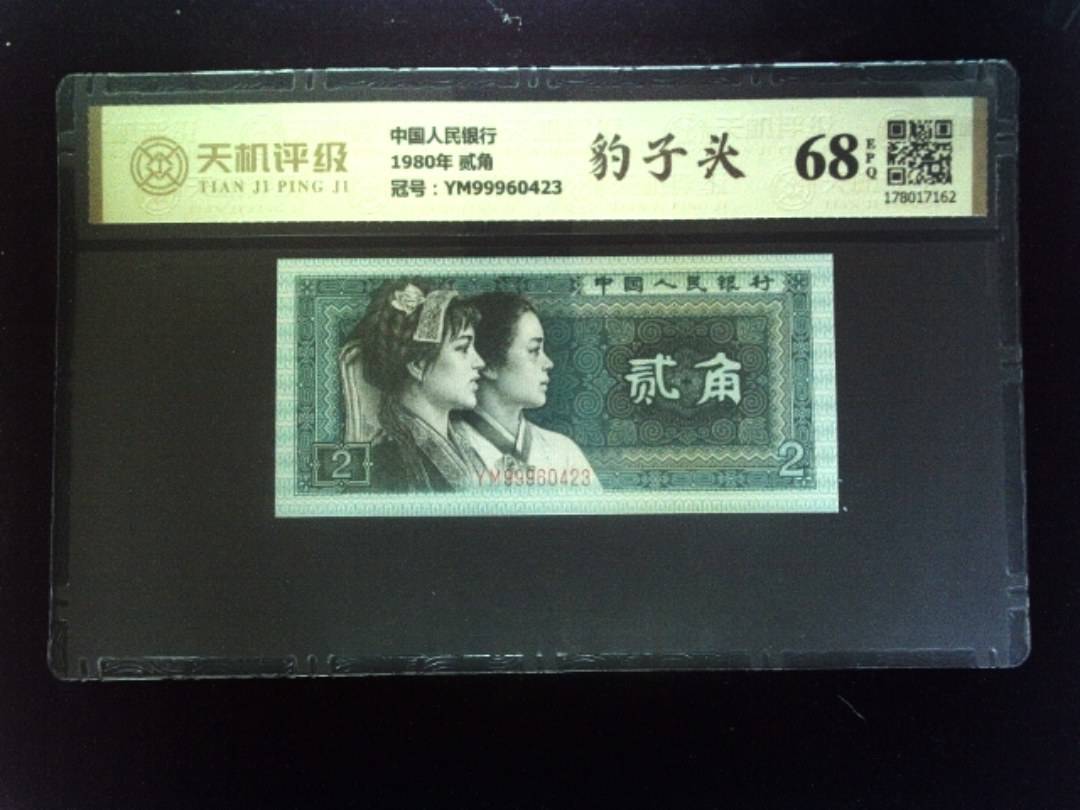 天机评级
TIAN JI PING JI
中国人民银行
1980年 贰角
冠号：YM99960423
豹子头
68
EPQ
178017162
中国人民银行
贰角
2
2
YM99960423